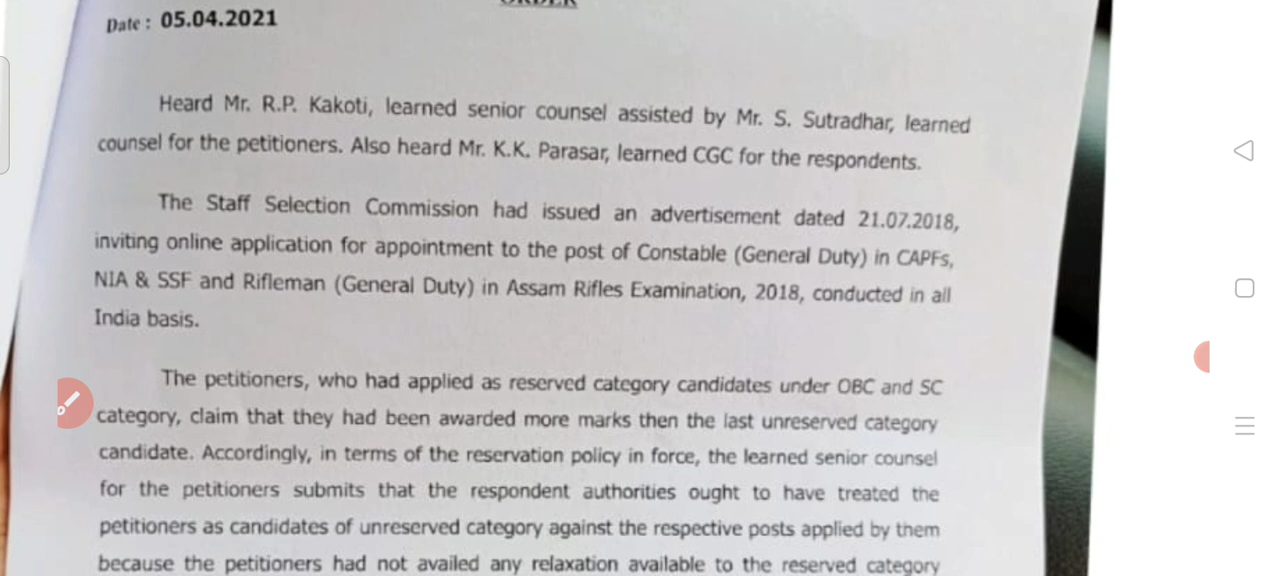 ORDER
Date : 05.04.2021
Heard Mr. R.P. Kakoti, learned senior counsel assisted by Mr. S. Sutradhar, learned
counsel for the petitioners. Also heard Mr. K.K. Parasar, learned CGC for the respondents.
The Staff Selection Commission had issued an advertisement dated 21.07.2018,
inviting online application for appointment to the post of Constable (General Duty) in CAPFs,
NIA & SSF and Rifleman (General Duty) in Assam Rifles Examination, 2018, conducted in all
India basis.
The petitioners, who had applied as reserved category candidates under OBC and SC
category, claim that they had been awarded more marks then the last unreserved category
candidate. Accordingly, in terms of the reservation policy in force, the learned senior counsel
for the petitioners submits that the respondent authorities ought to have treated the
petitioners as candidates of unreserved category against the respective posts applied by them
because the petitioners had not availed any relaxation available to the reserved category